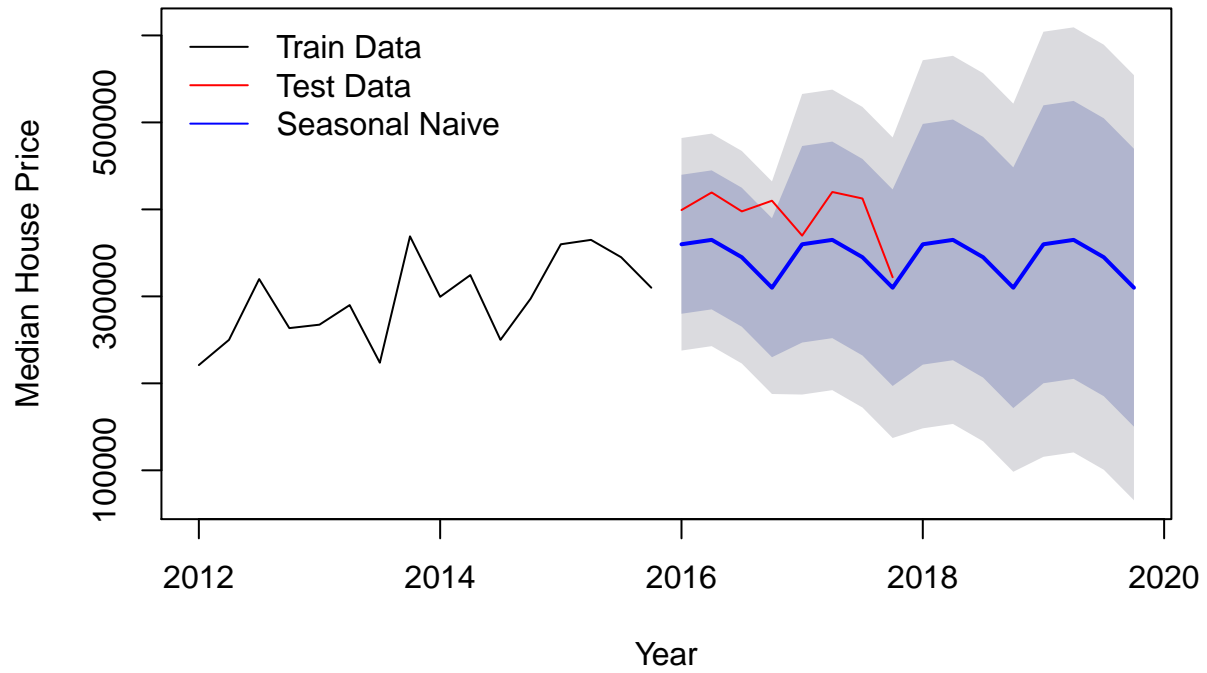 Train Data
Test Data
Seasonal Naive
Median House Price
500000
300000
100000
2012 2014 2016 2018 2020
Year